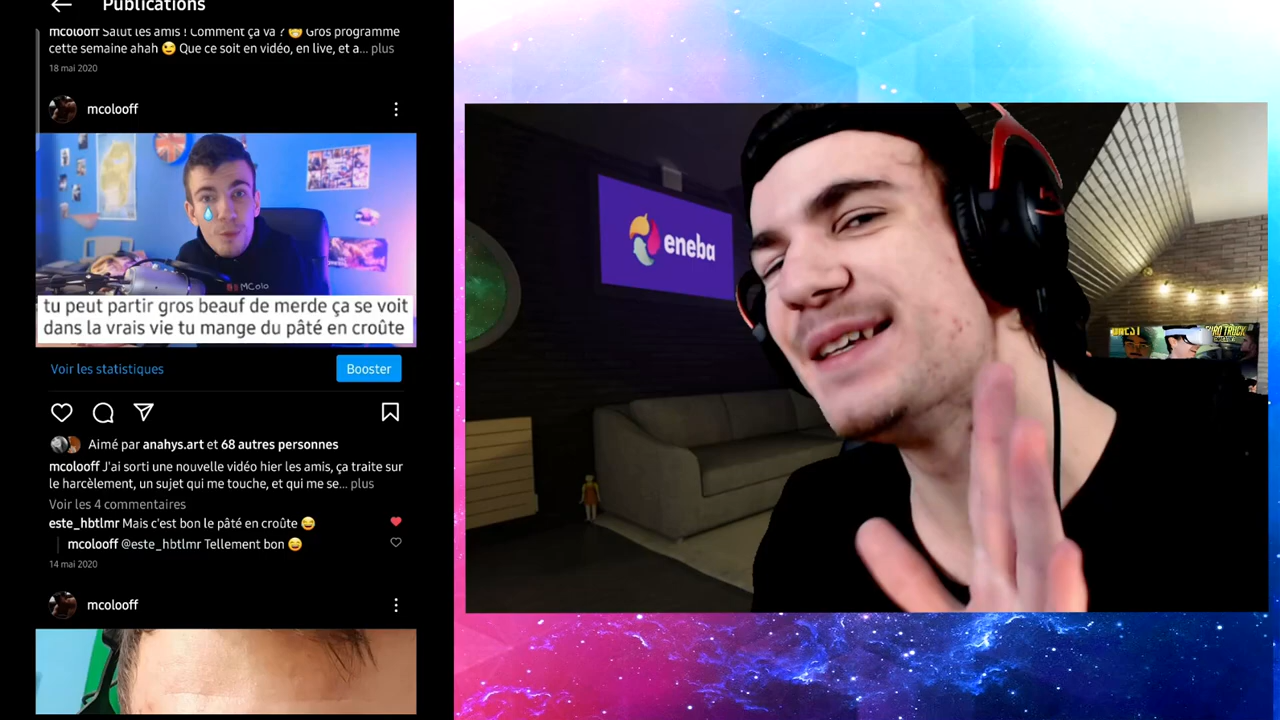 Publications
mcolooff Salut les amis ! Comment ça va ? 😁 Gros programme
cette semaine ahah 😉 Que ce soit en vidéo, en live, et a... plus
18 mai 2020
mcolooff
MColo
tu peut partir gros beauf de merde ça se voit
dans la vrais vie tu mange du pâté en croûte
Voir les statistiques
Booster
Aimé par anahys.art et 68 autres personnes
mcolooff J'ai sorti une nouvelle vidéo hier les amis, ça traite sur
le harcèlement, un sujet qui me touche, et qui me se... plus
Voir les 4 commentaires
este_hbtlmr Mais c'est bon le pâté en croûte 😅
mcolooff @este_hbtlmr Tellement bon 😅
14 mai 2020
mcolooff
eneba
TRUCK